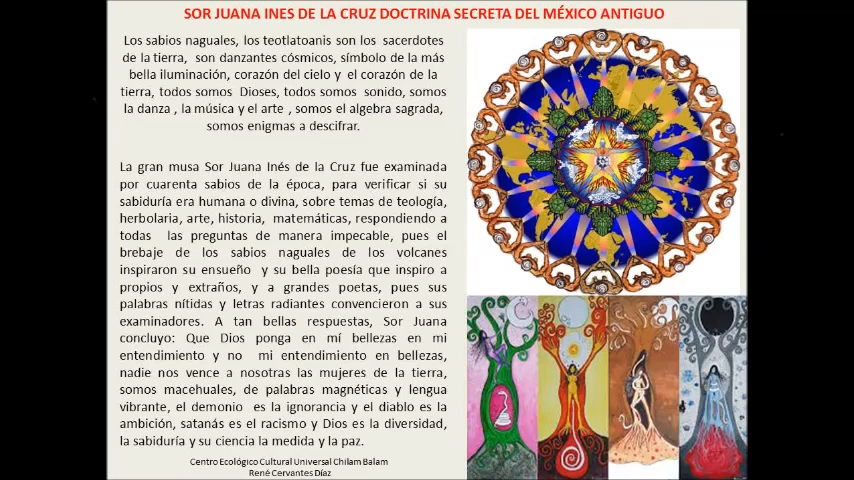 SOR JUANA INES DE LA CRUZ DOCTRINA SECRETA DEL MÉXICO ANTIGUO
Los sabios naguales, los teotlatoanis son los sacerdotes
de la tierra, son danzantes cósmicos, símbolo de la más
bella iluminación, corazón del cielo y el corazón de la
tierra, todos somos Dioses, todos somos sonido, somos
la danza , la música y el arte , somos el algebra sagrada,
somos enigmas a descifrar.
La gran musa Sor Juana Inés de la Cruz fue examinada
por cuarenta sabios de la época, para verificar si su
sabiduría era humana o divina, sobre temas de teología,
herbolaria, arte, historia, matemáticas, respondiendo a
todas las preguntas de manera impecable, pues el
brebaje de los sabios naguales de los volcanes
inspiraron su ensueño y su bella poesía que inspiro a
propios y extraños, y a grandes poetas, pues sus
palabras nítidas y letras radiantes convencieron a sus
examinadores. A tan bellas respuestas, Sor Juana
concluyo: Que Dios ponga en mí bellezas en mi
entendimiento y no mi entendimiento en bellezas,
nadie nos vence a nosotras las mujeres de la tierra,
somos macehuales, de palabras magnéticas y lengua
vibrante, el demonio es la ignorancia y el diablo es la
ambición, satanás es el racismo y Dios es la diversidad,
la sabiduría y su ciencia la medida y la paz.
Centro Ecológico Cultural Universal Chilam Balam
René Cervantes Díaz